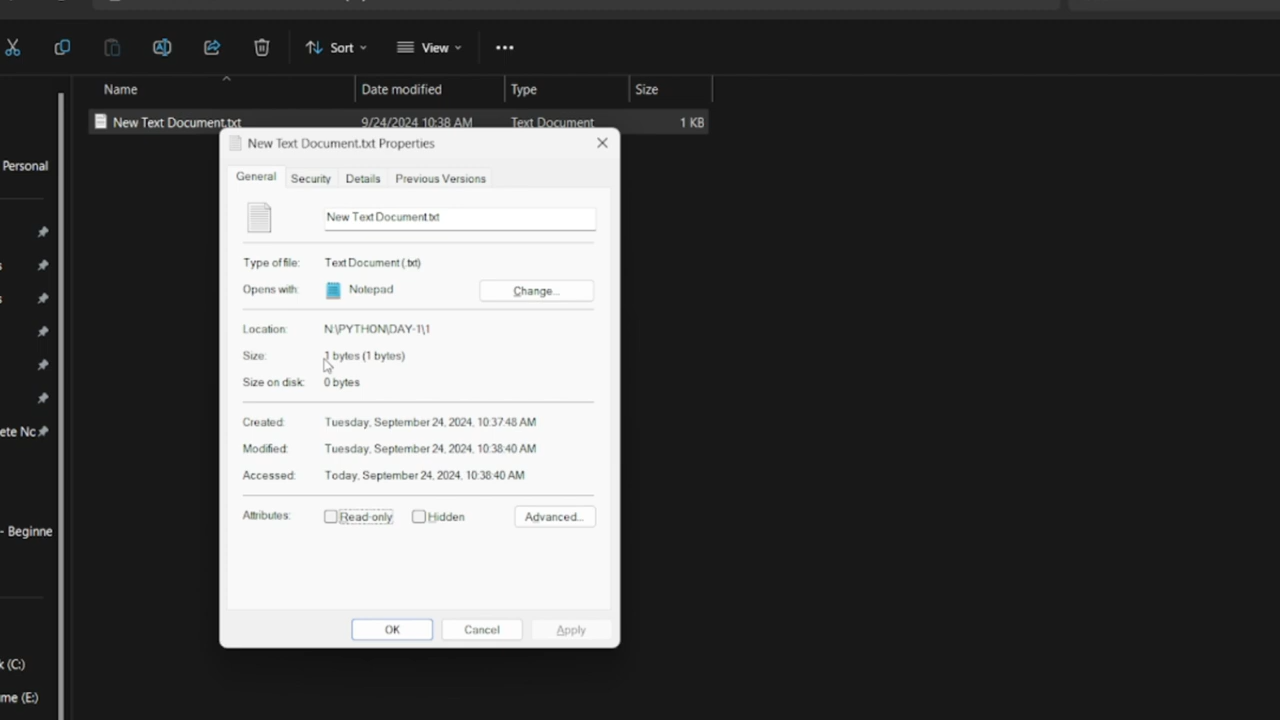 Sort View
Name Date modified Type Size
New Text Document.txt 9/24/2024 10:38 AM Text Document 1 KB
New Text Document.txt Properties
General Security Details Previous Versions
New Text Document.txt
Type of file: Text Document (.txt)
Opens with: Notepad Change...
Location: N:\PYTHON\DAY-1\1
Size: 1 bytes (1 bytes)
Size on disk: 0 bytes
Created: Tuesday, September 24, 2024, 10:37:48 AM
Modified: Tuesday, September 24, 2024, 10:38:40 AM
Accessed: Today, September 24, 2024, 10:38:40 AM
Attributes: Read-only Hidden Advanced...
OK Cancel Apply
Personal
s
s
ete Nc
- Beginne
k (C:)
me (E:)